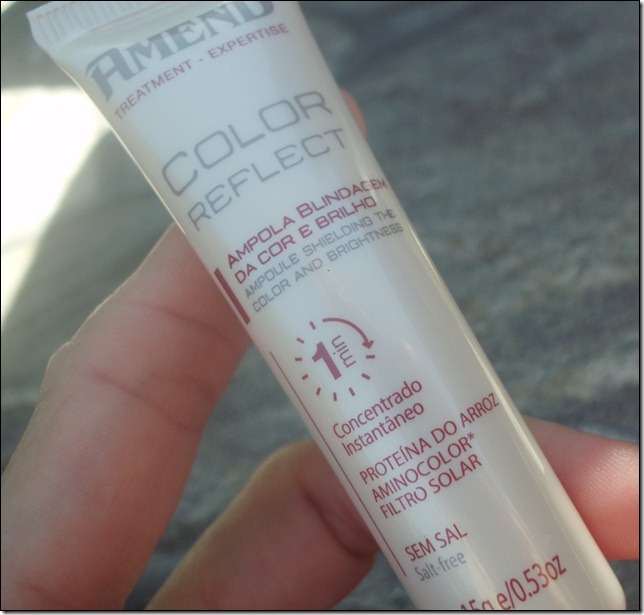 AMEND
TREATMENT - EXPERTISE
COLOR
REFLECT
AMPOLA BLINDAGEM
DA COR E BRILHO
AMPOULE SHIELDING THE
COLOR AND BRIGHTNESS
1 min
Concentrado
Instantâneo
PROTEÍNA DO ARROZ
AMINOCOLOR*
FILTRO SOLAR
SEM SAL
Salt-free
15g e/0.53oz